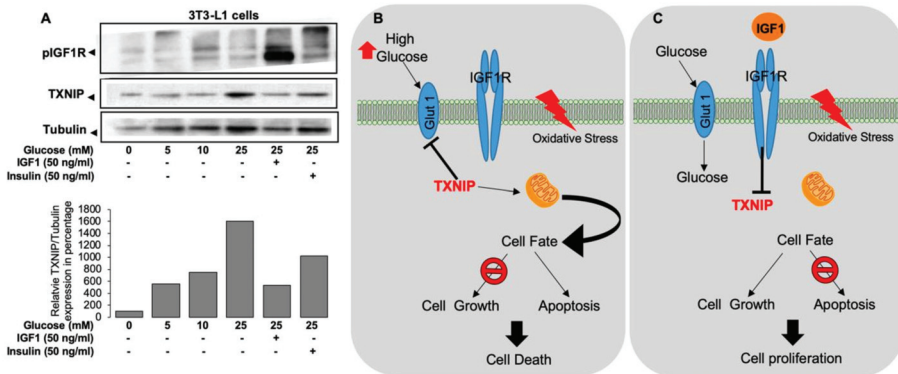 A
3T3-L1 cells
pIGF1R
TXNIP
Tubulin
Glucose (mM) 0 5 10 25 25 25
IGF1 (50 ng/ml) - - - - + -
Insulin (50 ng/ml) - - - - - +
Relatvie TXNIP/Tubulin
expression in percentage
1800
1600
1400
1200
1000
800
600
400
200
0
Glucose (mM) 0 5 10 25 25 25
IGF1 (50 ng/ml) - - - - + -
Insulin (50 ng/ml) - - - - - +
B
High
Glucose
IGF1R
Glut 1
Oxidative Stress
TXNIP
Cell Fate
Cell Growth
Apoptosis
Cell Death
C
IGF1
Glucose
IGF1R
Glut 1
Oxidative Stress
Glucose
TXNIP
Cell Fate
Cell Growth
Apoptosis
Cell proliferation